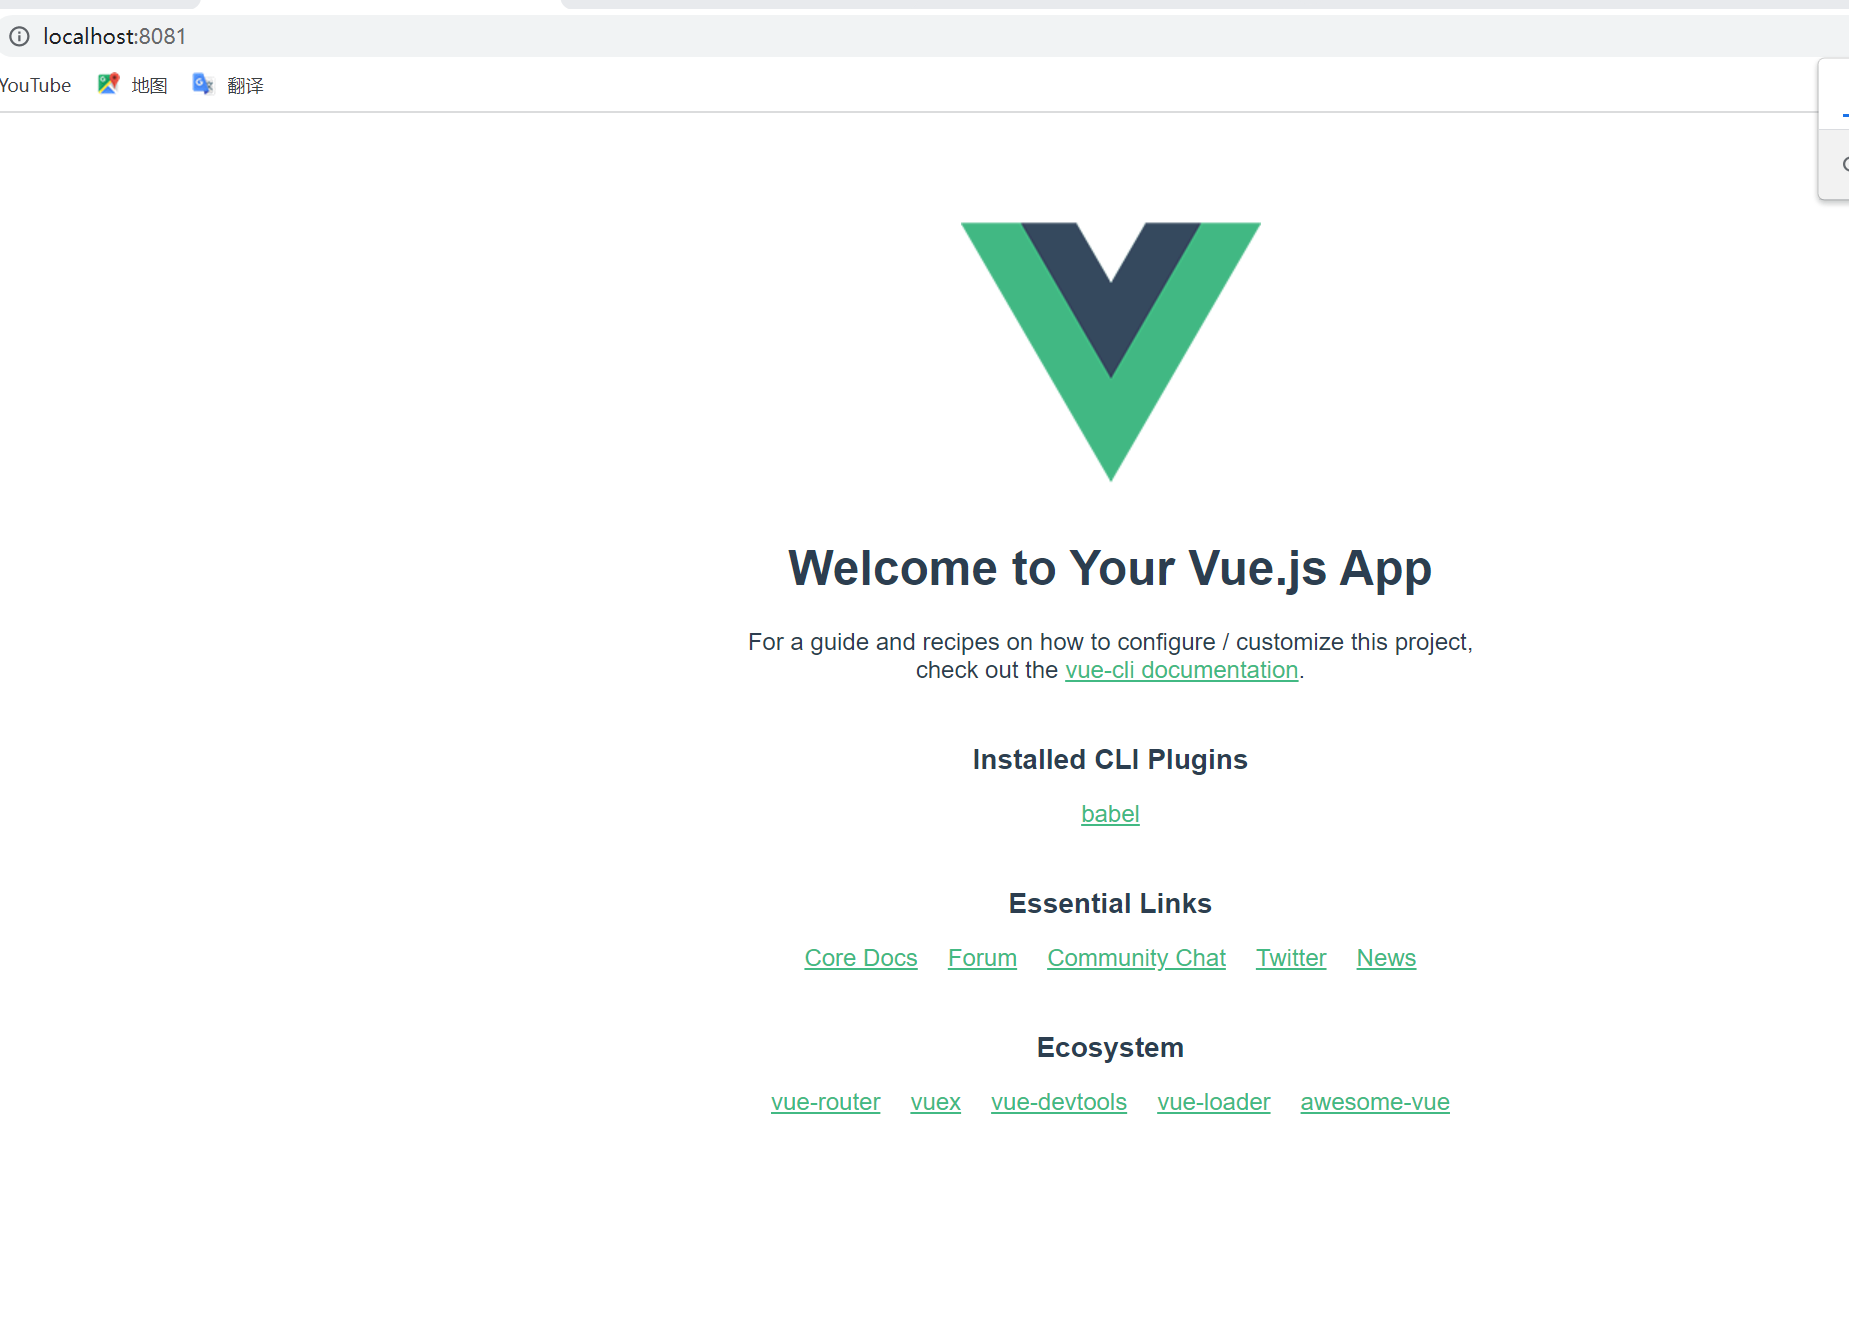 localhost:8081
YouTube 地图 翻译
Welcome to Your Vue.js App
For a guide and recipes on how to configure / customize this project,
check out the vue-cli documentation.
Installed CLI Plugins
babel
Essential Links
Core Docs Forum Community Chat Twitter News
Ecosystem
vue-router vuex vue-devtools vue-loader awesome-vue